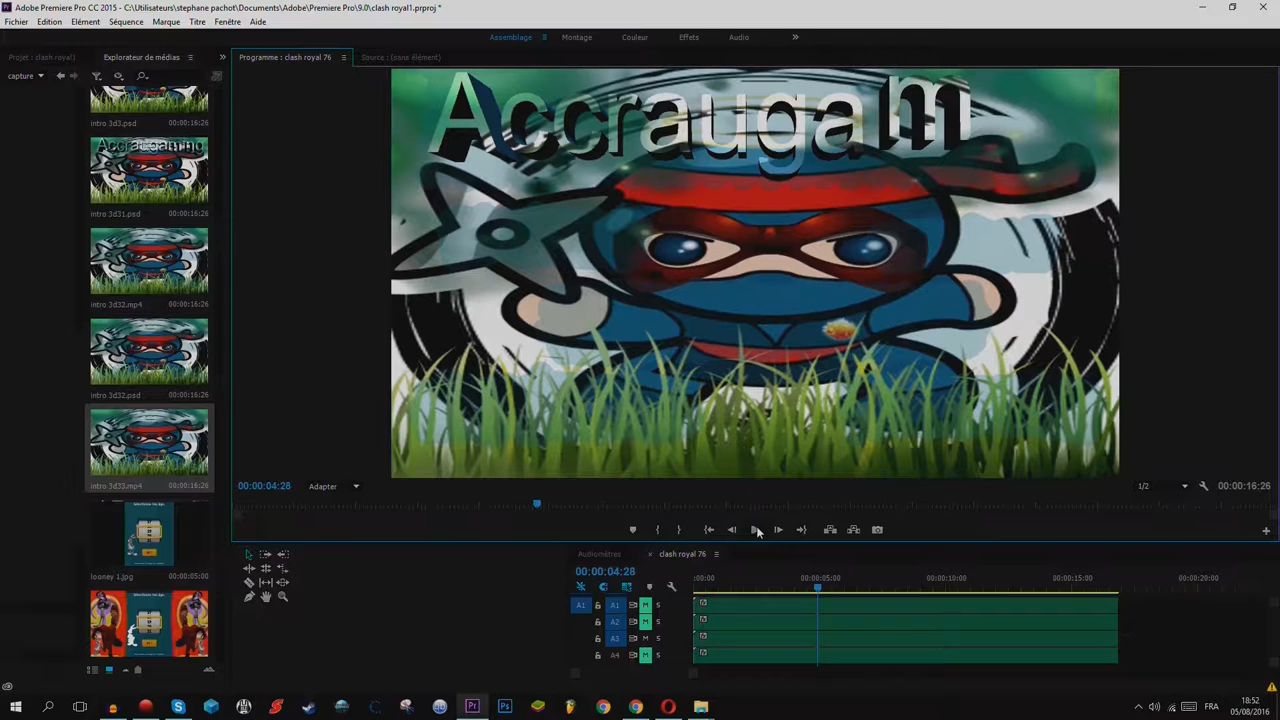 Adobe Premiere Pro CC 2015 - C:\Utilisateurs\stephane pachot\Documents\Adobe\Premiere Pro\9.0\clash royal1.prproj *
Fichier Edition Elément Séquence Marque Titre Fenêtre Aide
Assemblage Montage Couleur Effets Audio
Projet : clash royal1 Explorateur de médias
Programme : clash royal 76 Source : (sans élément)
capture
Accraugam
intro 3d3.psd 00:00:16:26
Accraugaming
intro 3d31.psd 00:00:16:26
intro 3d32.mp4 00:00:16:26
intro 3d32.psd 00:00:16:26
intro 3d33.mp4 00:00:16:26
00:00:04:28 Adapter 1/2 00:00:16:26
looney 1.jpg 00:00:05:00
Audiomètres clash royal 76
00:00:04:28
:00:00 00:00:05:00 00:00:10:00 00:00:15:00 00:00:20:00
A1 A1 M S
A2 M S
A3 M S
A4 M S
FRA
18:52
05/08/2016